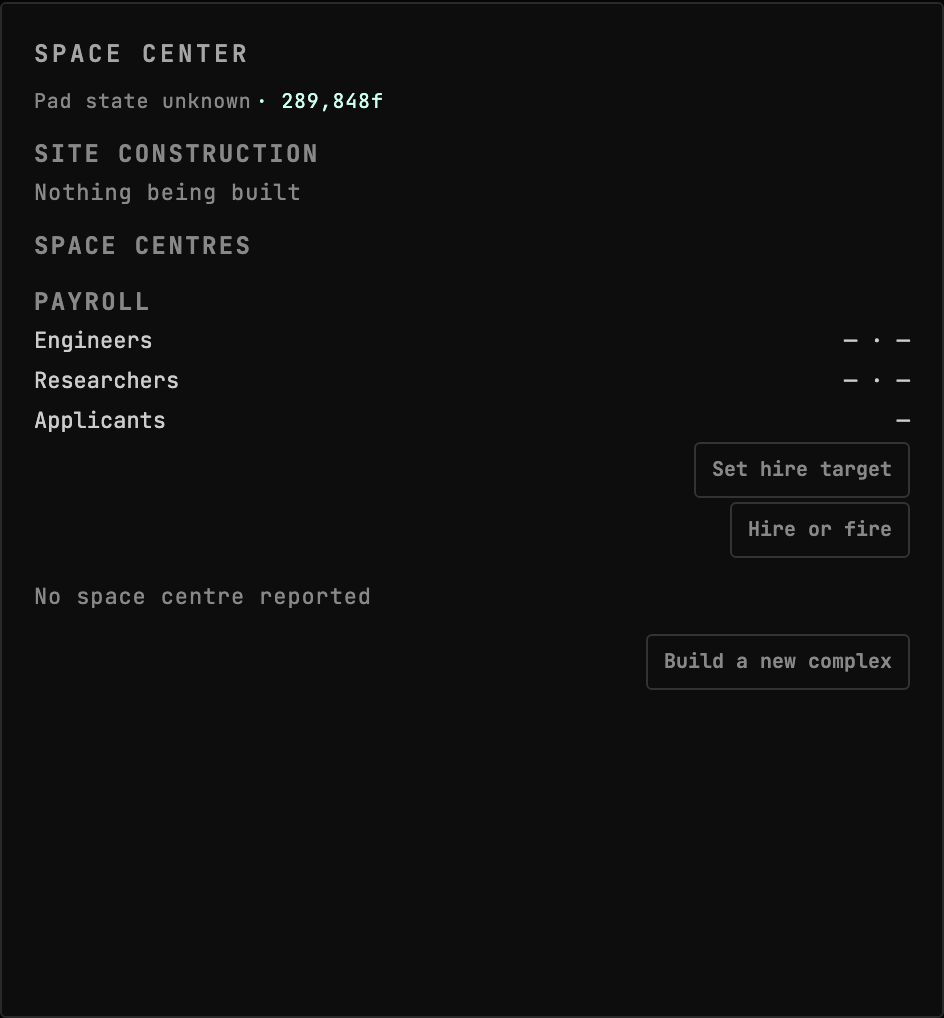 SPACE CENTER
Pad state unknown · 289,848f
SITE CONSTRUCTION
Nothing being built
SPACE CENTRES
PAYROLL
Engineers — · —
Researchers — · —
Applicants —
Set hire target
Hire or fire
No space centre reported
Build a new complex